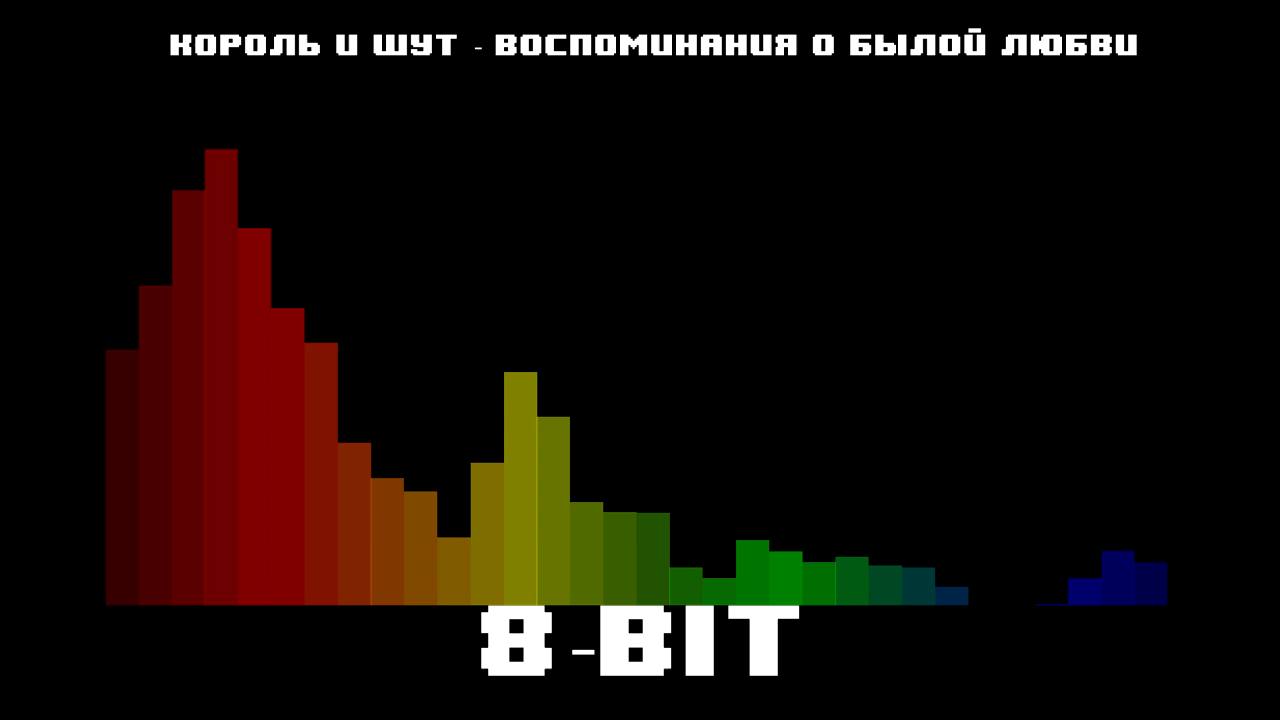 КОРОЛЬ И ШУТ - ВОСПОМИНАНИЯ О БЫЛОЙ ЛЮБВИ
8-BIT